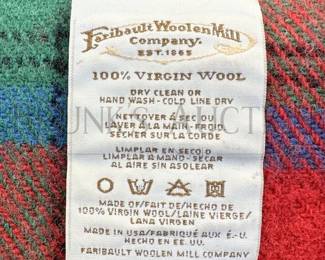 Faribault Woolen Mill
Company.
EST. 1865
100% VIRGIN WOOL
DRY CLEAN OR
HAND WASH - COLD LINE DRY
NETTOYER À SEC OU
LAVER À LA MAIN - FROID
SÉCHER SUR LA CORDE
LIMPLAR EN SECO O
LIMPLAR A MANO - SECAR
AL AIRE SIN ASOLEAR
MADE OF/FAIT DE/HECHO DE
100% VIRGIN WOOL/LAINE VIERGE/
LANA VIRGEN
MADE IN USA/FABRIQUÉ AUX É.-U.
HECHO EN EE. UU.
FARIBAULT WOOLEN MILL COMPANY